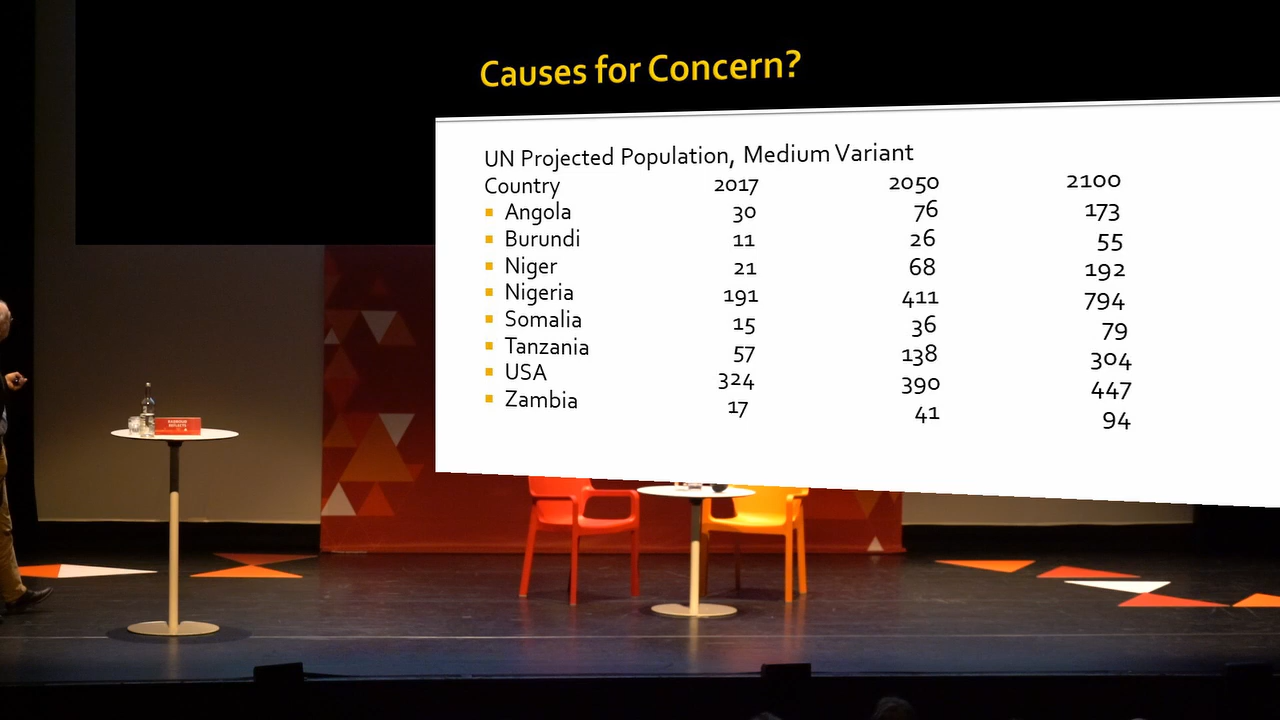 Causes for Concern?
UN Projected Population, Medium Variant
Country 2017 2050 2100
Angola 30 76 173
Burundi 11 26 55
Niger 21 68 192
Nigeria 191 411 794
Somalia 15 36 79
Tanzania 57 138 304
USA 324 390 447
Zambia 17 41 94